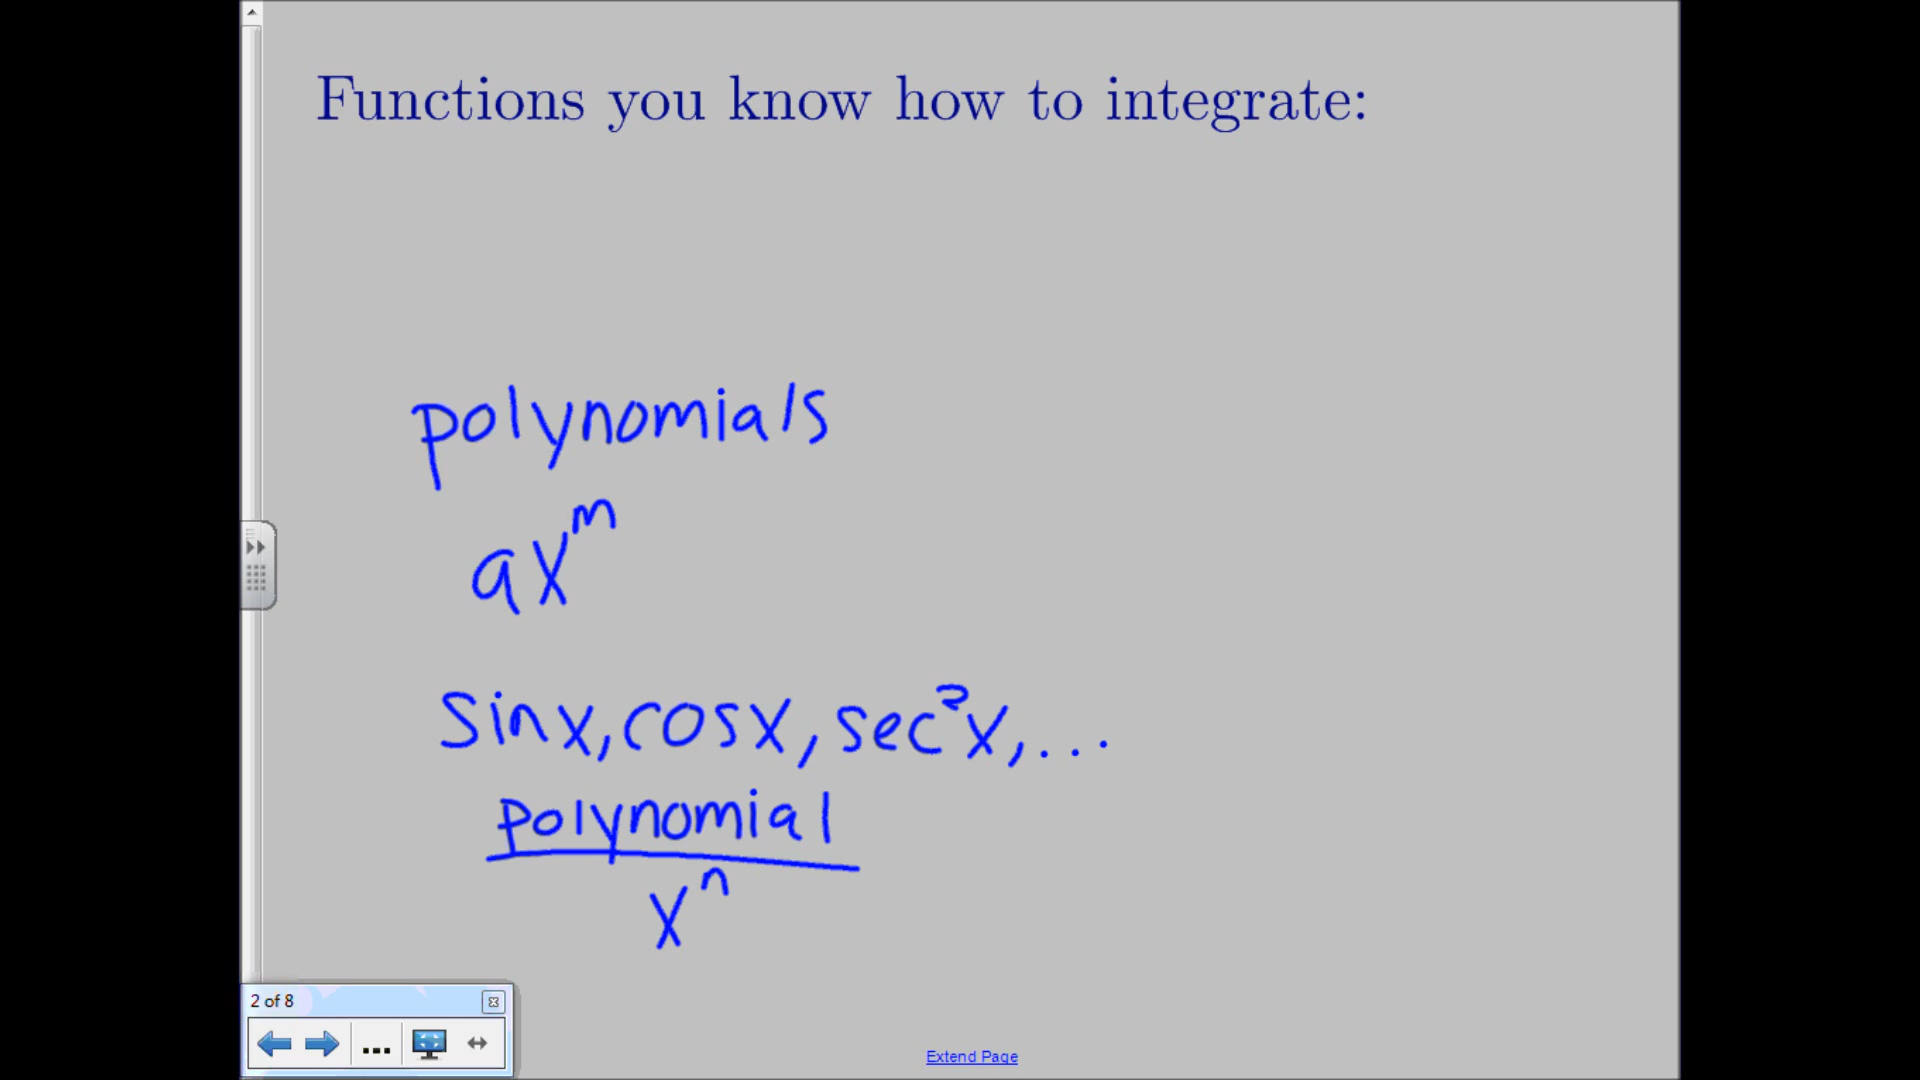 Functions you know how to integrate:
polynomials
ax^m
sinx, cosx, sec²x, ...
polynomial
x^n
2 of 8
...
Extend Page